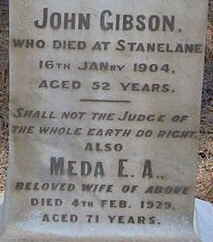 JOHN GIBSON.
WHO DIED AT STANELANE
16TH JANRY 1904,
AGED 52 YEARS.
SHALL NOT THE JUDGE OF
THE WHOLE EARTH DO RIGHT.
ALSO
MEDA E.A.,
BELOVED WIFE OF ABOVE
DIED 4TH FEB. 1929,
AGED 71 YEARS.